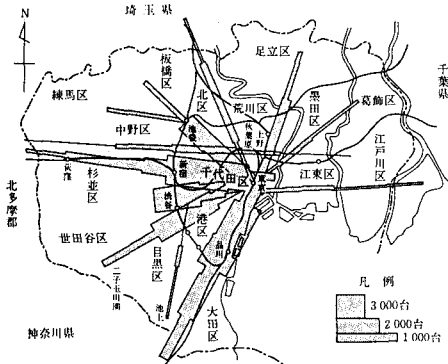 埼玉県
N
板橋区
足立区
北区
練馬区
荒川区
墨田区
葛飾区
千葉県
中野区
池袋
秋葉原
上野
江戸川区
杉並区
荻窪
新宿
千代田区
東京
江東区
北多摩郡
渋谷
港区
世田谷区
目黒区
品川
二子玉川園
池上
大田区
神奈川県
凡例
3000台
2000台
1000台